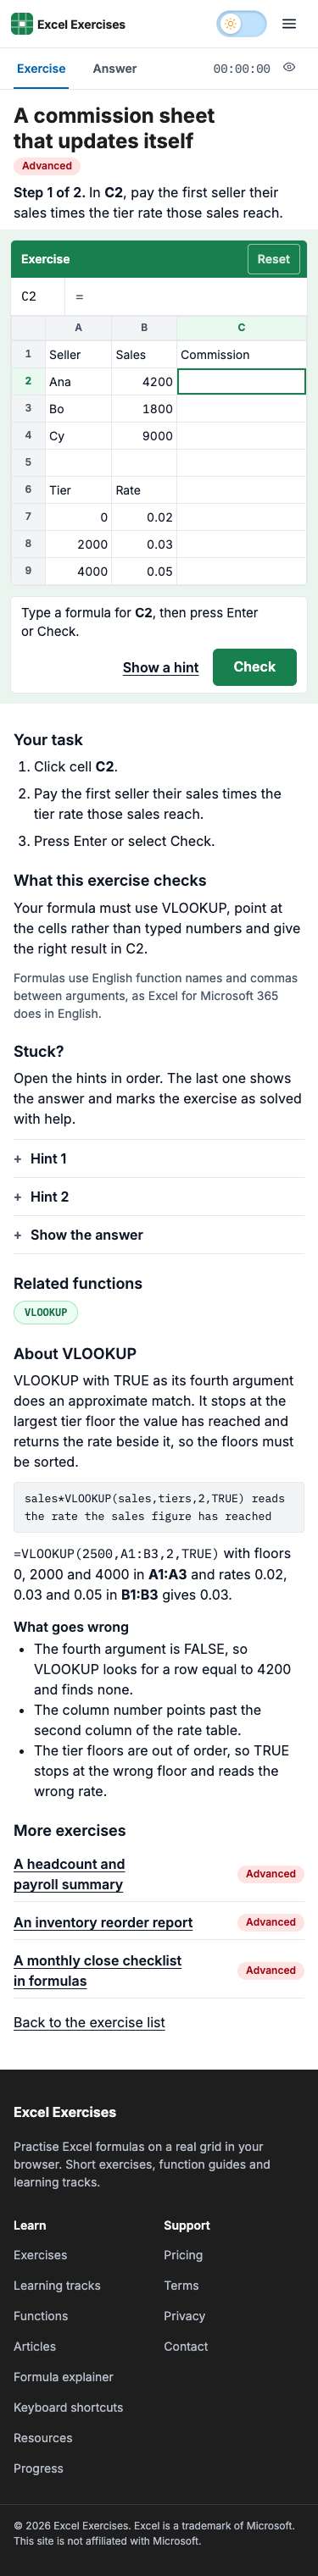 Excel Exercises
Exercise
Answer
00:00:00
A commission sheet
that updates itself
Advanced
Step 1 of 2. In C2, pay the first seller their
sales times the tier rate those sales reach.
Exercise
Reset
C2
=
A B C
1 Seller Sales Commission
2 Ana 4200
3 Bo 1800
4 Cy 9000
5
6 Tier Rate
7 0 0.02
8 2000 0.03
9 4000 0.05
Type a formula for C2, then press Enter
or Check.
Show a hint
Check
Your task
1. Click cell C2.
2. Pay the first seller their sales times the
tier rate those sales reach.
3. Press Enter or select Check.
What this exercise checks
Your formula must use VLOOKUP, point at
the cells rather than typed numbers and give
the right result in C2.
Formulas use English function names and commas
between arguments, as Excel for Microsoft 365
does in English.
Stuck?
Open the hints in order. The last one shows
the answer and marks the exercise as solved
with help.
+ Hint 1
+ Hint 2
+ Show the answer
Related functions
VLOOKUP
About VLOOKUP
VLOOKUP with TRUE as its fourth argument
does an approximate match. It stops at the
largest tier floor the value has reached and
returns the rate beside it, so the floors must
be sorted.
sales*VLOOKUP(sales,tiers,2,TRUE) reads
the rate the sales figure has reached
=VLOOKUP(2500,A1:B3,2,TRUE) with floors
0, 2000 and 4000 in A1:A3 and rates 0.02,
0.03 and 0.05 in B1:B3 gives 0.03.
What goes wrong
• The fourth argument is FALSE, so
VLOOKUP looks for a row equal to 4200
and finds none.
• The column number points past the
second column of the rate table.
• The tier floors are out of order, so TRUE
stops at the wrong floor and reads the
wrong rate.
More exercises
A headcount and
payroll summary
Advanced
An inventory reorder report
Advanced
A monthly close checklist
in formulas
Advanced
Back to the exercise list
Excel Exercises
Practise Excel formulas on a real grid in your
browser. Short exercises, function guides and
learning tracks.
Learn
Exercises
Learning tracks
Functions
Articles
Formula explainer
Keyboard shortcuts
Resources
Progress
Support
Pricing
Terms
Privacy
Contact
© 2026 Excel Exercises. Excel is a trademark of Microsoft.
This site is not affiliated with Microsoft.